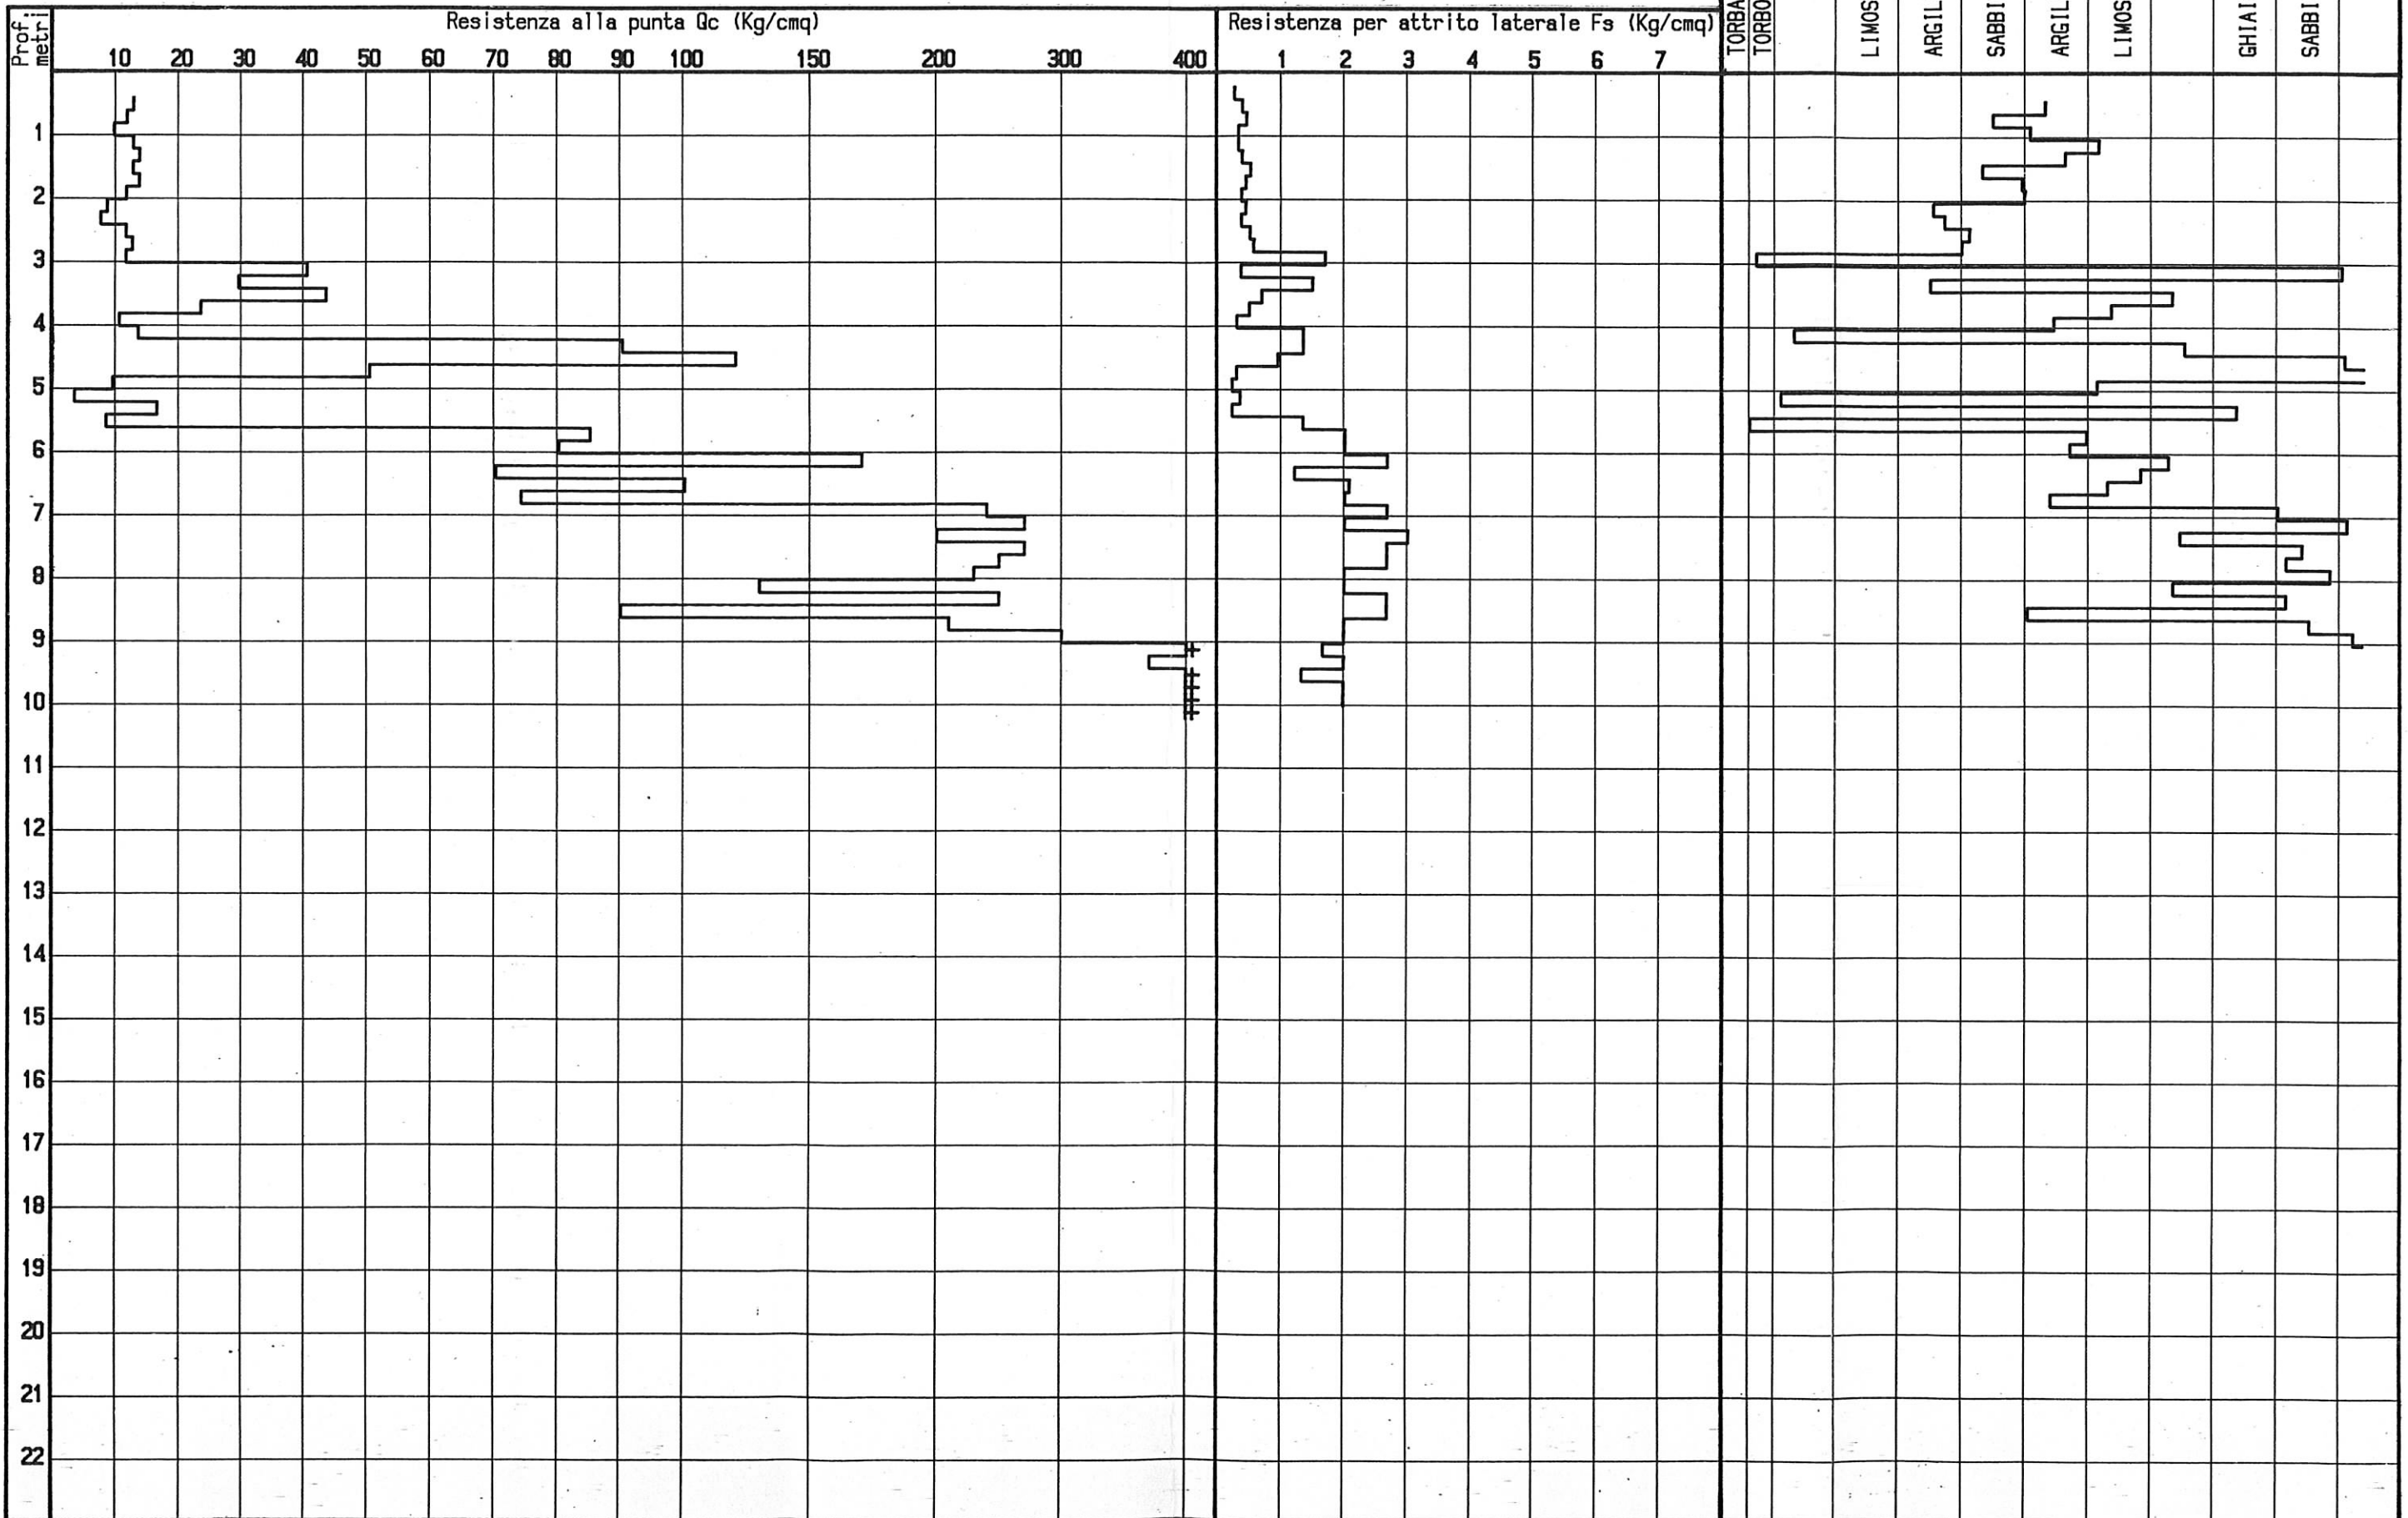 Prof. metri
Resistenza alla punta Qc (Kg/cmq)
10 20 30 40 50 60 70 80 90 100 150 200 300 400
Resistenza per attrito laterale Fs (Kg/cmq)
1 2 3 4 5 6 7
TORBA
TORBO
LIMOS
ARGIL
SABBI
ARGIL
LIMOS
GHIAI
SABBI
1
2
3
4
5
6
7
8
9
10
11
12
13
14
15
16
17
18
19
20
21
22